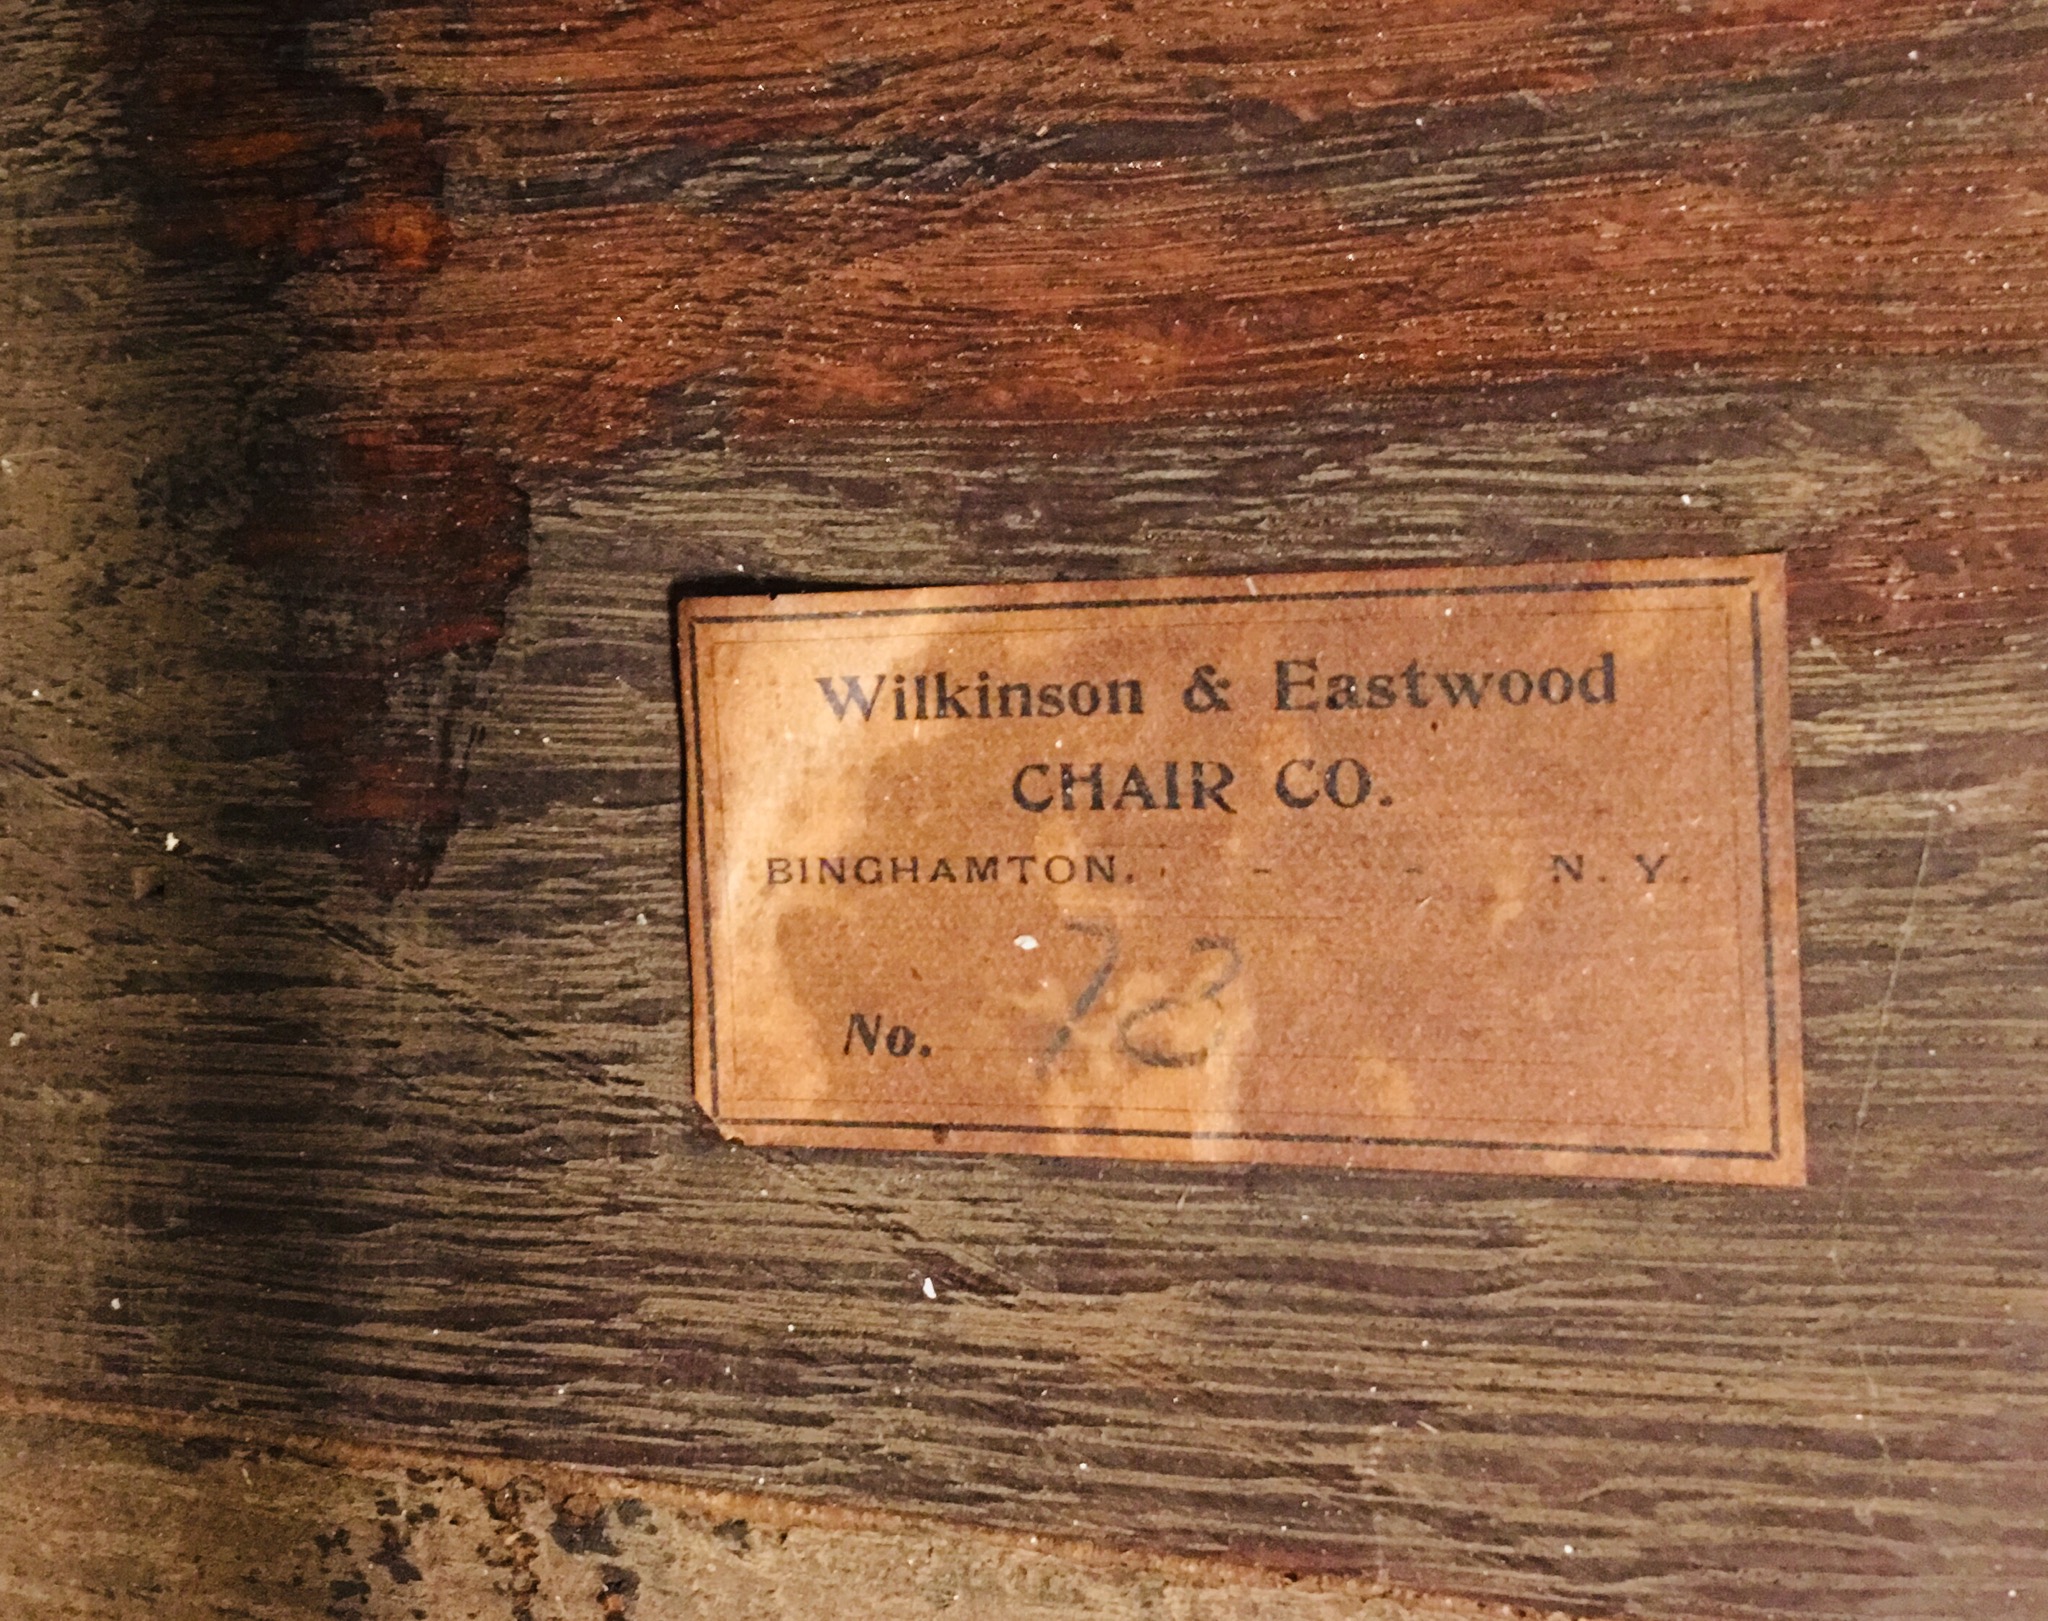 Wilkinson & Eastwood
CHAIR CO.
BINGHAMTON. - - N. Y.
No. 78